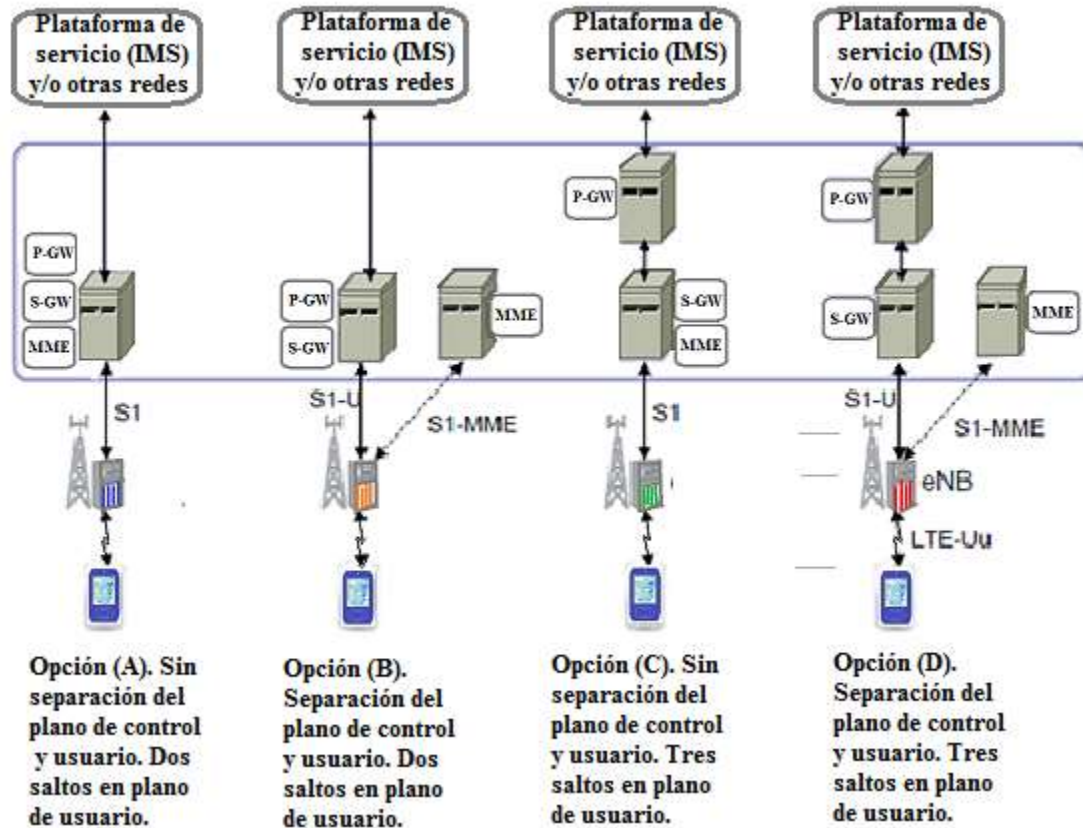 Plataforma de
servicio (IMS)
y/o otras redes
Plataforma de
servicio (IMS)
y/o otras redes
Plataforma de
servicio (IMS)
y/o otras redes
Plataforma de
servicio (IMS)
y/o otras redes
P-GW
S-GW
MME
S1
P-GW
S-GW
MME
S1-U
S1-MME
P-GW
S-GW
MME
S1
P-GW
S-GW
MME
S1-U
S1-MME
eNB
LTE-Uu
Opción (A). Sin
separación del
plano de control
y usuario. Dos
saltos en plano
de usuario.
Opción (B).
Separación del
plano de control
y usuario. Dos
saltos en plano
de usuario.
Opción (C). Sin
separación del
plano de control
y usuario. Tres
saltos en plano
de usuario.
Opción (D).
Separación del
plano de control
y usuario. Tres
saltos en plano
de usuario.